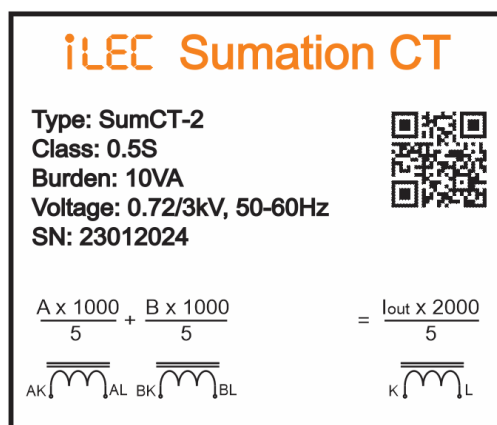 iLEC Sumation CT
Type: SumCT-2
Class: 0.5S
Burden: 10VA
Voltage: 0.72/3kV, 50-60Hz
SN: 23012024
A x 1000 + B x 1000 = Iout x 2000
5 5 5
AK AL BK BL K L